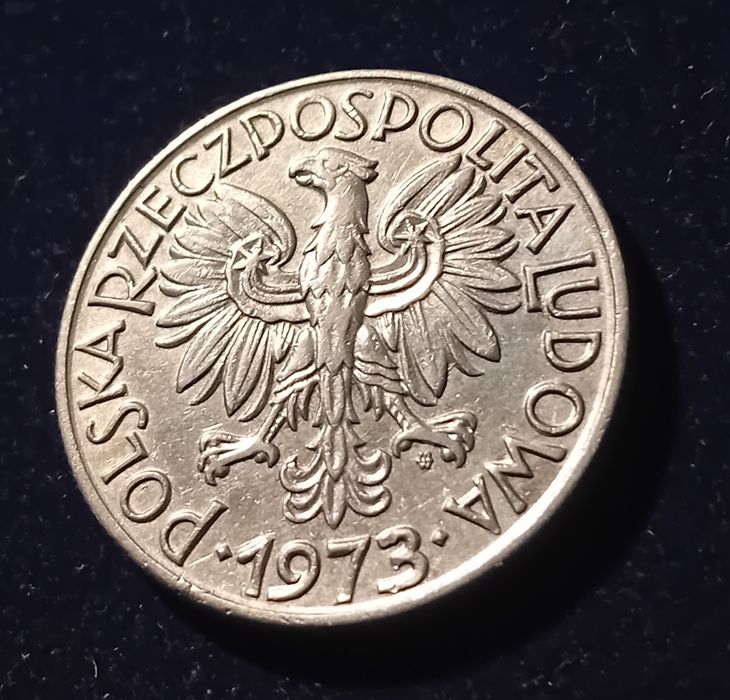 POLSKA RZECZPOSPOLITA LUDOWA
·1973·